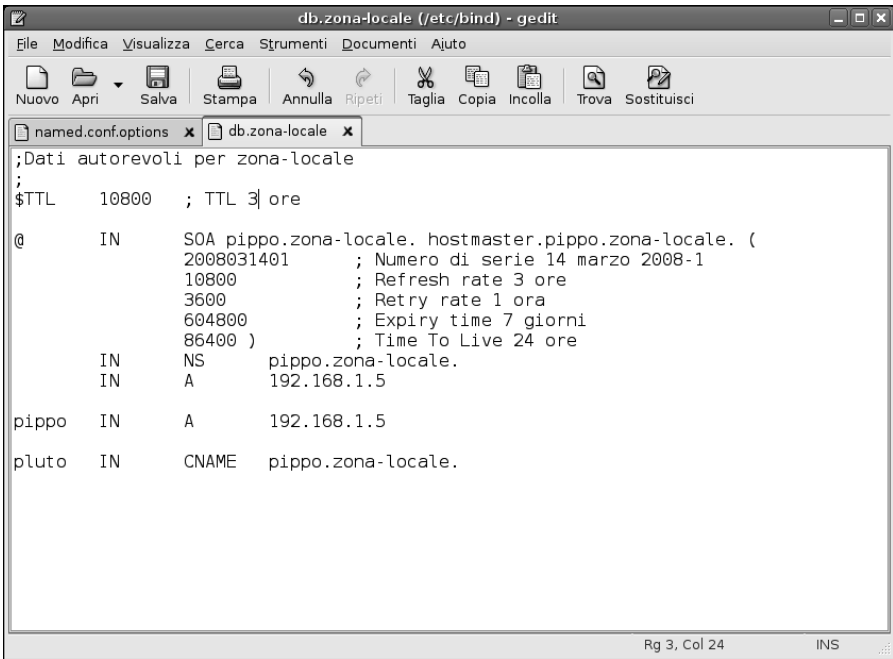 db.zona-locale (/etc/bind) - gedit
File Modifica Visualizza Cerca Strumenti Documenti Aiuto
Nuovo Apri Salva Stampa Annulla Ripeti Taglia Copia Incolla Trova Sostituisci
named.conf.options x db.zona-locale x
;Dati autorevoli per zona-locale
;
$TTL 10800 ; TTL 3 ore
@ IN SOA pippo.zona-locale. hostmaster.pippo.zona-locale. (
2008031401 ; Numero di serie 14 marzo 2008-1
10800 ; Refresh rate 3 ore
3600 ; Retry rate 1 ora
604800 ; Expiry time 7 giorni
86400 ) ; Time To Live 24 ore
IN NS pippo.zona-locale.
IN A 192.168.1.5
pippo IN A 192.168.1.5
pluto IN CNAME pippo.zona-locale.
Rg 3, Col 24 INS